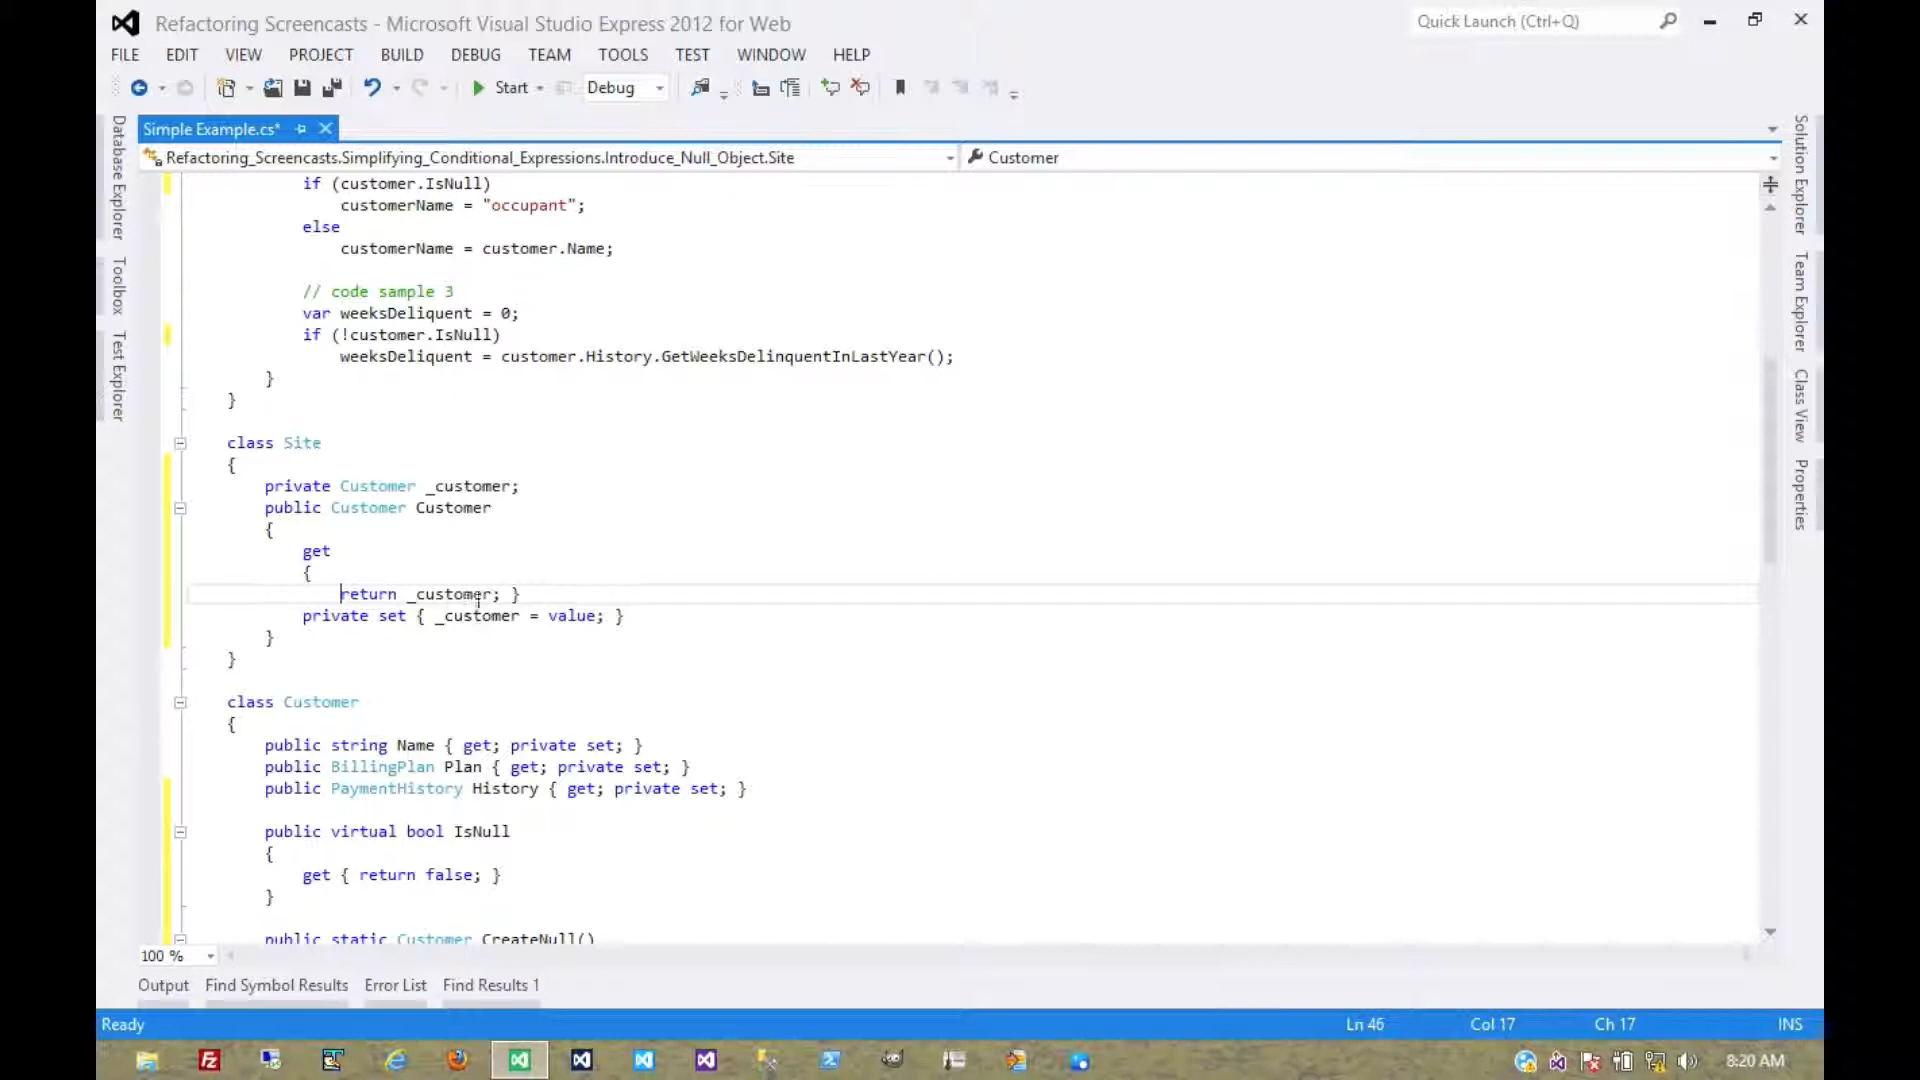 Refactoring Screencasts - Microsoft Visual Studio Express 2012 for Web
Quick Launch (Ctrl+Q)
FILE EDIT VIEW PROJECT BUILD DEBUG TEAM TOOLS TEST WINDOW HELP
Start Debug
Simple Example.cs*
Refactoring_Screencasts.Simplifying_Conditional_Expressions.Introduce_Null_Object.Site
Customer
Database Explorer
Toolbox
Test Explorer
if (customer.IsNull)
customerName = "occupant";
else
customerName = customer.Name;
// code sample 3
var weeksDeliquent = 0;
if (!customer.IsNull)
weeksDeliquent = customer.History.GetWeeksDelinquentInLastYear();
}
}
class Site
{
private Customer _customer;
public Customer Customer
{
get
{
return _customer; }
private set { _customer = value; }
}
}
class Customer
{
public string Name { get; private set; }
public BillingPlan Plan { get; private set; }
public PaymentHistory History { get; private set; }
public virtual bool IsNull
{
get { return false; }
}
public static Customer CreateNull()
Solution Explorer
Team Explorer
Class View
Properties
100 %
Output Find Symbol Results Error List Find Results 1
Ready Ln 46 Col 17 Ch 17 INS
8:20 AM